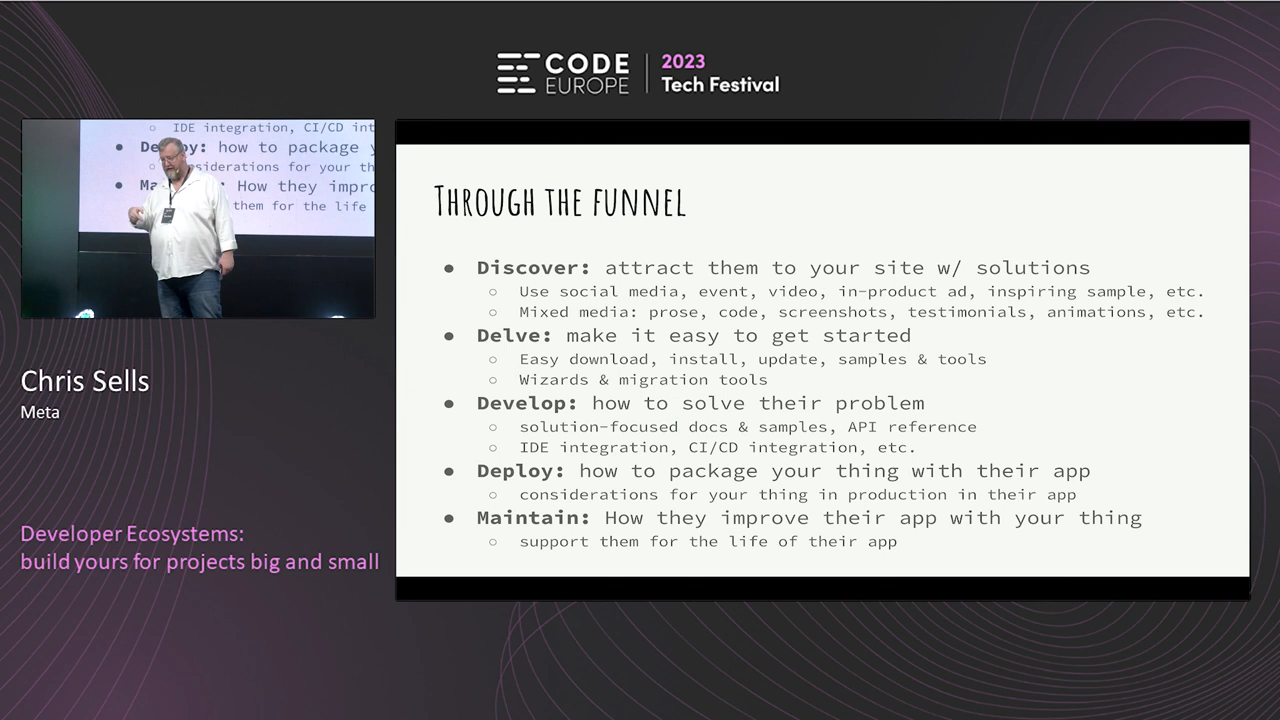 CODE
EUROPE
2023
Tech Festival
IDE integration, CI/CD int
how to package
for your th
How they impro
them for the life
Chris Sells
Meta
Developer Ecosystems:
build yours for projects big and small
THROUGH THE FUNNEL
● Discover: attract them to your site w/ solutions
○ Use social media, event, video, in-product ad, inspiring sample, etc.
○ Mixed media: prose, code, screenshots, testimonials, animations, etc.
● Delve: make it easy to get started
○ Easy download, install, update, samples & tools
○ Wizards & migration tools
● Develop: how to solve their problem
○ solution-focused docs & samples, API reference
○ IDE integration, CI/CD integration, etc.
● Deploy: how to package your thing with their app
○ considerations for your thing in production in their app
● Maintain: How they improve their app with your thing
○ support them for the life of their app